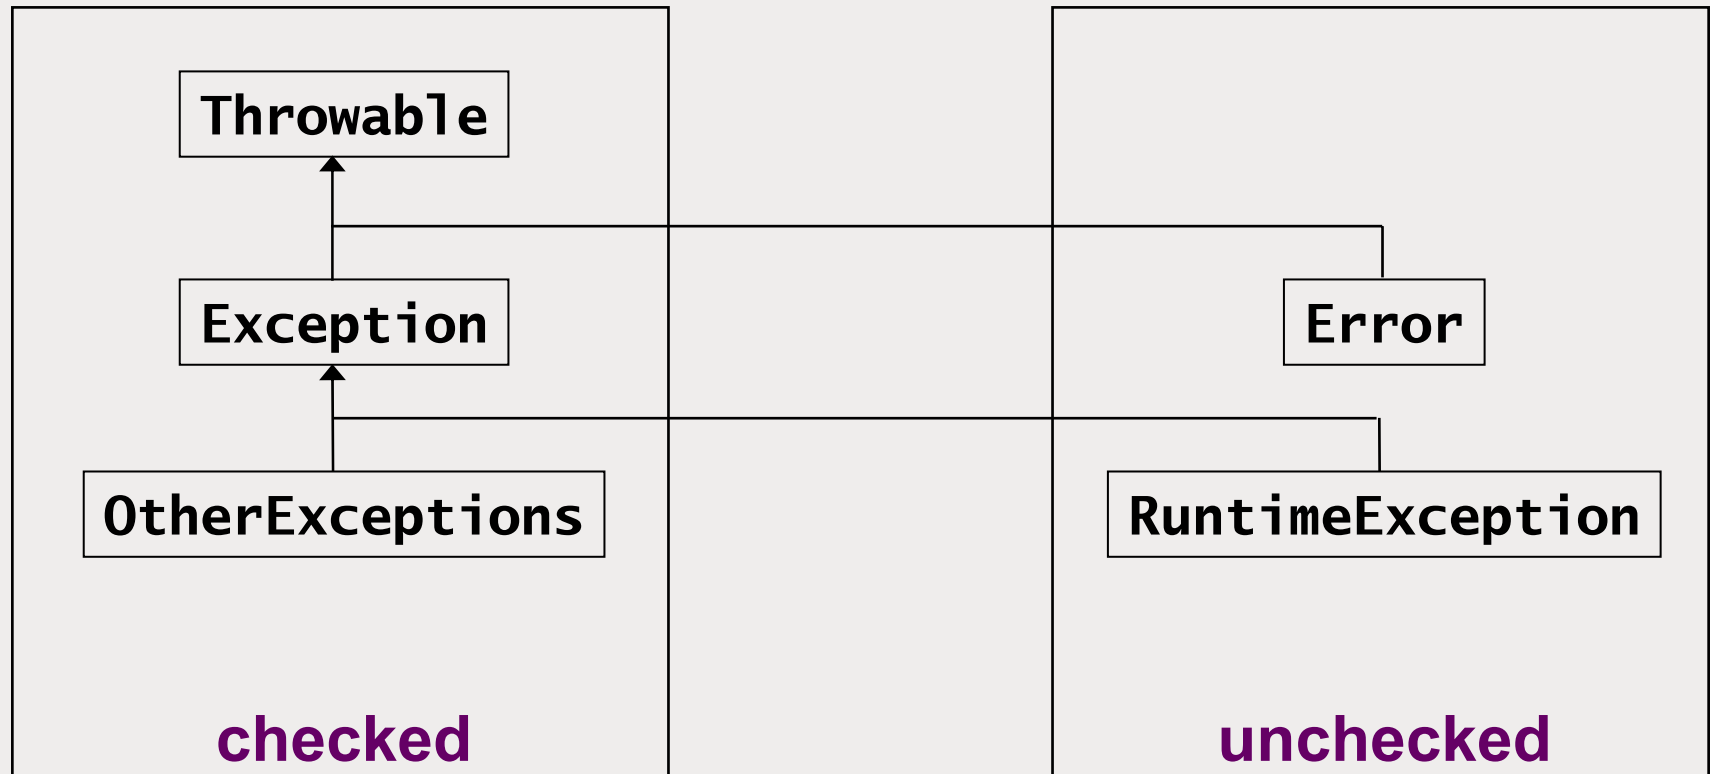 Throwable
Exception
Error
OtherExceptions
RuntimeException
checked
unchecked